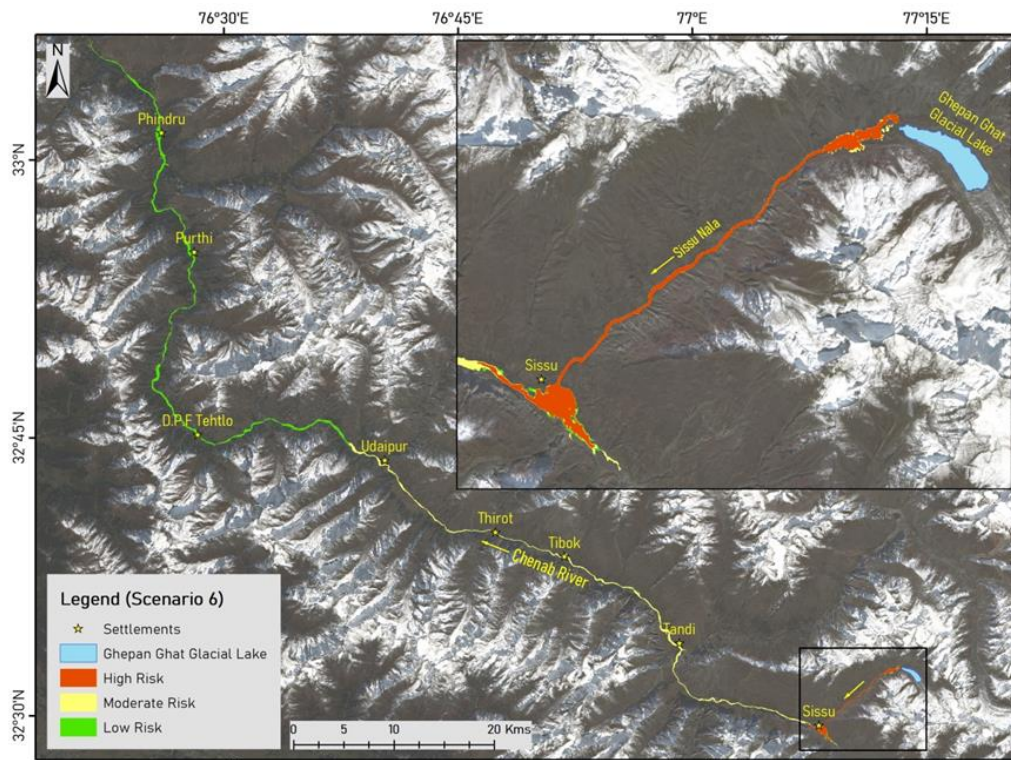 76°30'E
76°45'E
77°E
77°15'E
33°N
32°45'N
32°30'N
N
Phindru
Purthi
D.P.F Tehtlo
Udaipur
Thirot
Tibok
Chenab River
Tandi
Sissu
Ghepan Ghat
Glacial Lake
Sissu Nala
Sissu
Legend (Scenario 6)
Settlements
Ghepan Ghat Glacial Lake
High Risk
Moderate Risk
Low Risk
0 5 10 20 Kms